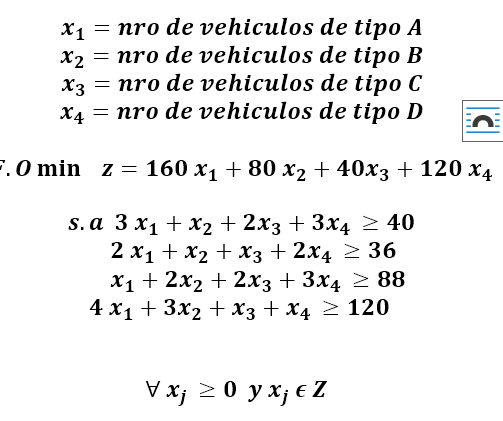 x₁ = nro de vehiculos de tipo A
x₂ = nro de vehiculos de tipo B
x₃ = nro de vehiculos de tipo C
x₄ = nro de vehiculos de tipo D
F.O min z = 160 x₁ + 80 x₂ + 40x₃ + 120 x₄
s.a 3 x₁ + x₂ + 2x₃ + 3x₄ ≥ 40
2 x₁ + x₂ + x₃ + 2x₄ ≥ 36
x₁ + 2x₂ + 2x₃ + 3x₄ ≥ 88
4 x₁ + 3x₂ + x₃ + x₄ ≥ 120
∀ xⱼ ≥ 0 y xⱼ ϵ Z